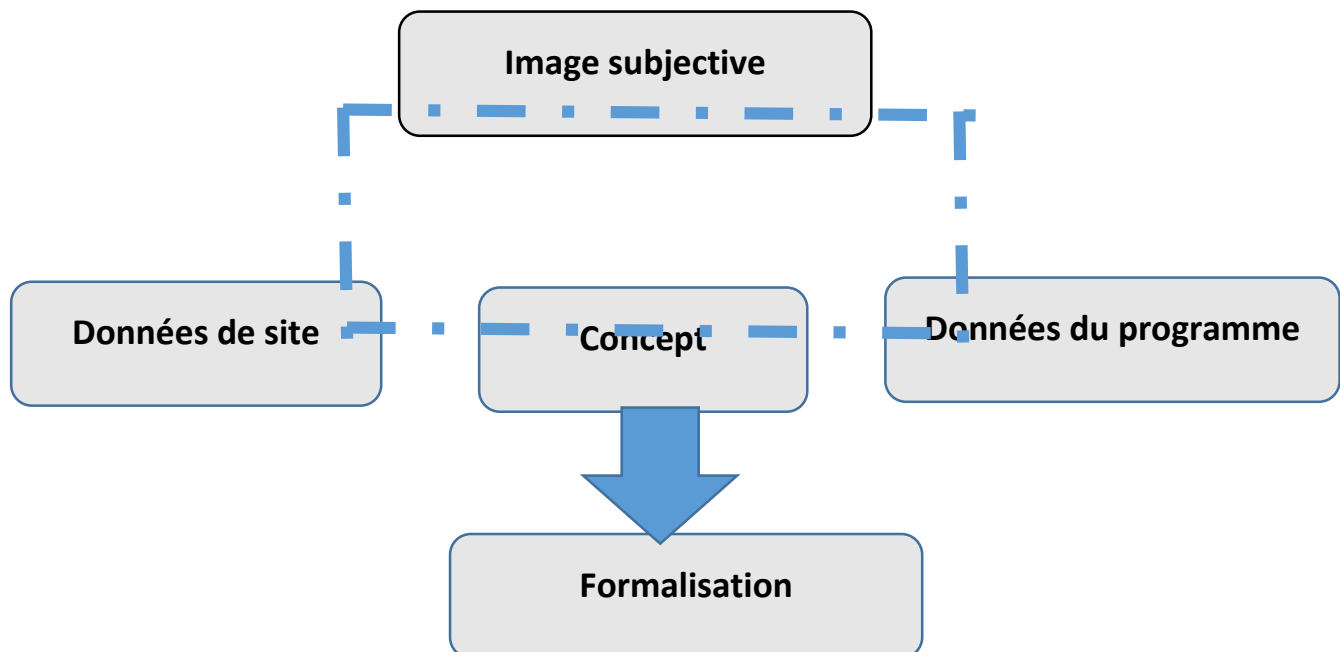 Image subjective
Données de site
Concept
Données du programme
Formalisation